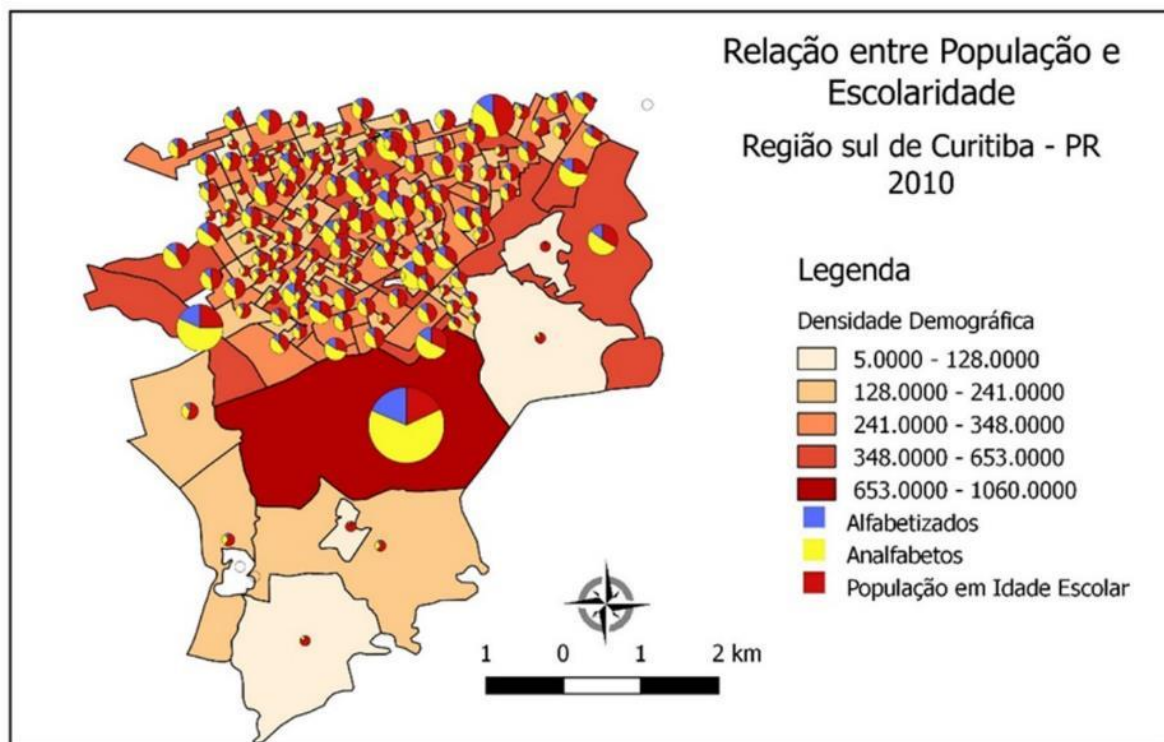 Relação entre População e
Escolaridade
Região sul de Curitiba - PR
2010
Legenda
Densidade Demográfica
5.0000 - 128.0000
128.0000 - 241.0000
241.0000 - 348.0000
348.0000 - 653.0000
653.0000 - 1060.0000
Alfabetizados
Analfabetos
População em Idade Escolar
1 0 1 2 km